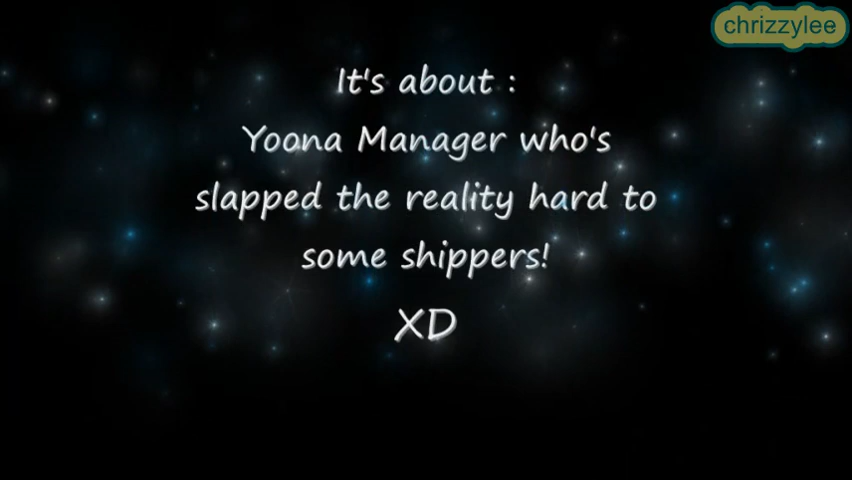 chrizzylee
It's about :
Yoona Manager who's
slapped the reality hard to
some shippers!
XD